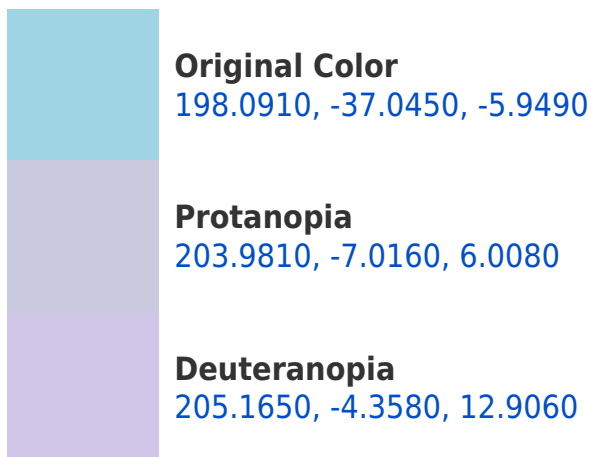 Original Color
198.0910, -37.0450, -5.9490
Protanopia
203.9810, -7.0160, 6.0080
Deuteranopia
205.1650, -4.3580, 12.9060